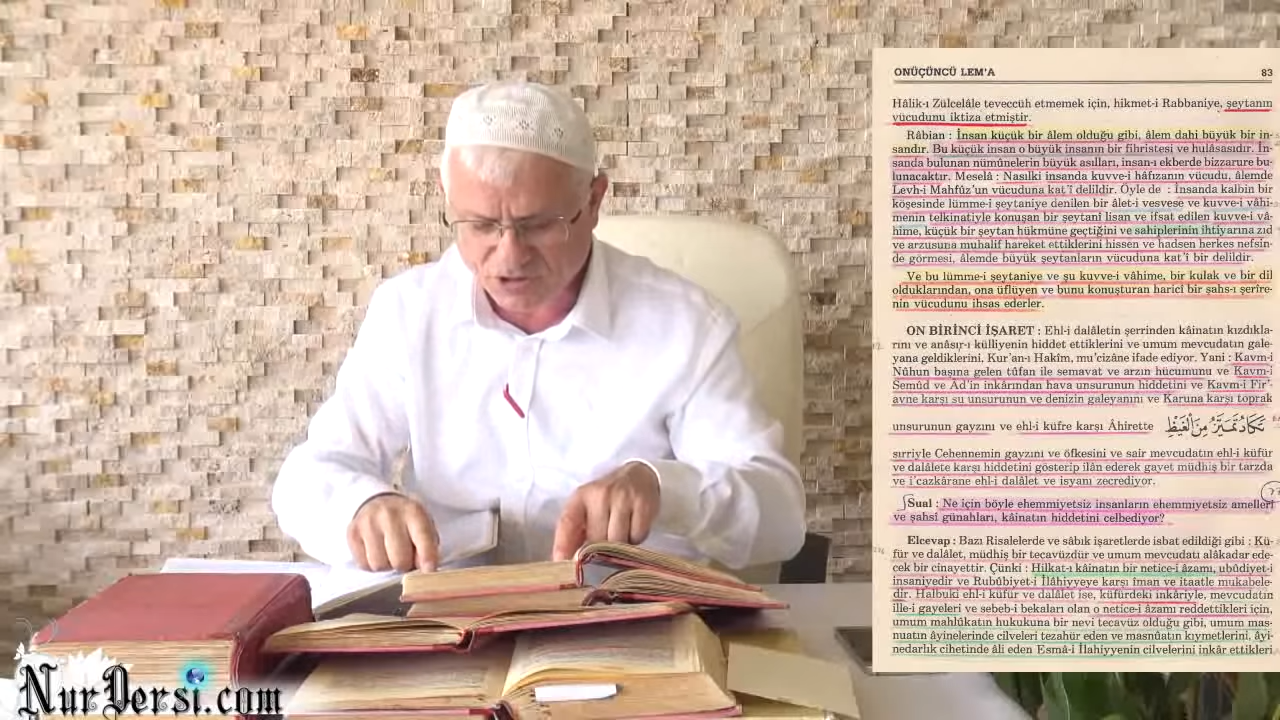 ONÜÇÜNCÜ LEM'A 83
Hâlik-ı Zülcelâle teveccüh etmemek için, hikmet-i Rabbaniye, şeytanın
vücudunu iktiza etmiştir.
Râbian : İnsan küçük bir âlem olduğu gibi, âlem dahi büyük bir in-
sandır. Bu küçük insan o büyük insanın bir fihristesi ve hulâsasıdır. İn-
sanda bulunan nümûnelerin büyük asılları, insan-ı ekberde bizzarure bu-
lunacaktır. Meselâ : Nasılki insanda kuvve-i hâfızanın vücudu, âlemde
Levh-i Mahfûz'un vücuduna kat'î delildir. Öyle de : İnsanda kalbin bir
köşesinde lümme-i şeytaniye denilen bir âlet-i vesvese ve kuvve-i vâhi-
menin telkinatiyle konuşan bir şeytanî lisan ve ifsat edilen kuvve-i vâ-
hime, küçük bir şeytan hükmüne geçtiğini ve sahiplerinin ihtiyarına zıd
ve arzusuna muhalif hareket ettiklerini hissen ve hadsen herkes nefsin-
de görmesi, âlemde büyük şeytanların vücuduna kat'î bir delildir.
Ve bu lümme-i şeytaniye ve şu kuvve-i vâhime, bir kulak ve bir dil
olduklarından, ona üflüyen ve bunu konuşturan haricî bir şahs-ı şerîre-
nin vücudunu ihsas ederler.
ON BİRİNCİ İŞARET : Ehl-i dalâletin şerrinden kâinatın kızdıkla-
rını ve anâsır-ı külliyenin hiddet ettiklerini ve umum mevcudatın gale-
yana geldiklerini, Kur'an-ı Hakîm, mu'cizâne ifade ediyor. Yani : Kavm-i
Nûhun başına gelen tûfan ile semavat ve arzın hücumunu ve Kavm-i
Semûd ve Âd'in inkârından hava unsurunun hiddetini ve Kavm-i Fir'-
avne karşı su unsurunun ve denizin galeyanını ve Karuna karşı toprak
unsurunun gayzını ve ehl-i küfre karşı Âhirette تَكَادُ تَمَيَّزُ مِنَ الْغَيْظِ
sırriyle Cehennemin gayzını ve öfkesini ve sair mevcudatın ehl-i küfür
ve dalâlete karşı hiddetini gösterip ilân ederek gayet müdhiş bir tarzda
ve i'cazkârane ehl-i dalâlet ve isyanı zecrediyor.
Sual : Ne için böyle ehemmiyetsiz insanların ehemmiyetsiz amelleri
ve şahsî günahları, kâinatın hiddetini celbediyor?
Elcevap : Bazı Risalelerde ve sâbık işaretlerde isbat edildiği gibi : Kü-
für ve dalâlet, müdhiş bir tecavüzdür ve umum mevcudatı alâkadar ede-
cek bir cinayettir. Çünki : Hilkat-ı kâinatın bir netice-i âzamı, ubûdiyet-i
insaniyedir ve Rubûbiyet-i İlâhiyyeye karşı iman ve itaatle mukabele-
dir. Halbuki ehl-i küfür ve dalâlet ise, küfürdeki inkâriyle, mevcudatın
ille-i gayeleri ve sebeb-i bekaları olan o netice-i âzamı reddettikleri için,
umum mahlûkatın hukukuna bir nevi tecavüz olduğu gibi, umum mas-
nuatın âyinelerinde cilveleri tezahür eden ve masnûatın kıymetlerini, âyi-
nedarlık cihetinde âli eden Esmâ-i İlahiyyenin cilvelerini inkâr ettikleri
NurDersi.com